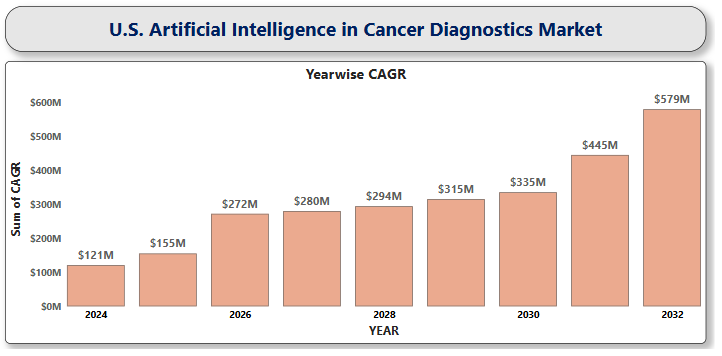 U.S. Artificial Intelligence in Cancer Diagnostics Market
Yearwise CAGR
Sum of CAGR
$600M
$500M
$400M
$300M
$200M
$100M
$0M
$121M
$155M
$272M
$280M
$294M
$315M
$335M
$445M
$579M
2024
2026
2028
2030
2032
YEAR